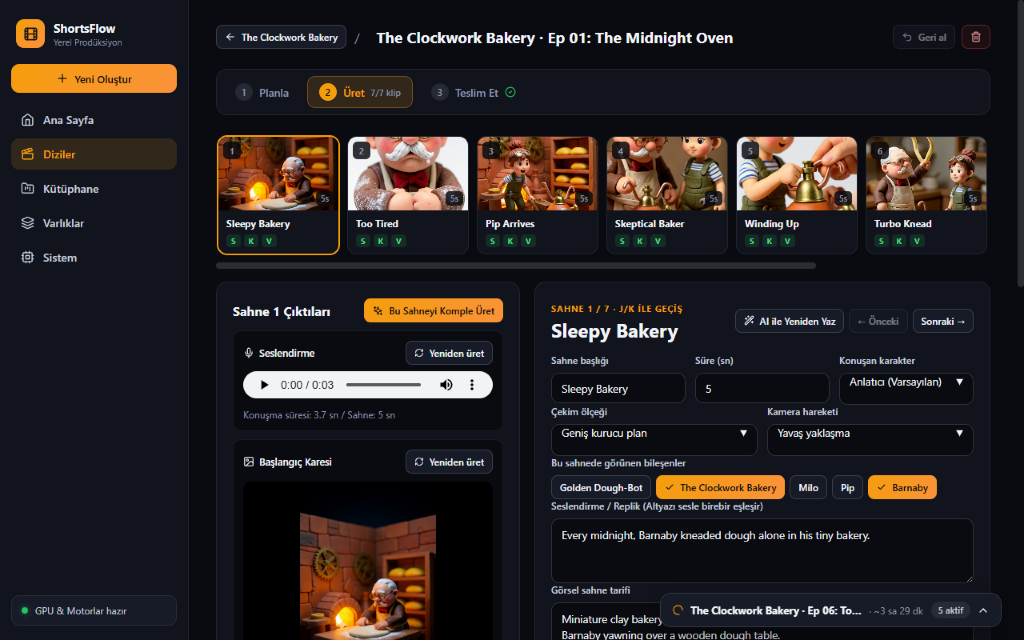 ShortsFlow
Yerel Prodüksiyon
+ Yeni Oluştur
Ana Sayfa
Diziler
Kütüphane
Varlıklar
Sistem
GPU & Motorlar hazır
← The Clockwork Bakery / The Clockwork Bakery · Ep 01: The Midnight Oven
Geri al
1 Planla
2 Üret 7/7 klip
3 Teslim Et
1 5s
Sleepy Bakery
S K V
2 5s
Too Tired
S K V
3 5s
Pip Arrives
S K V
4 5s
Skeptical Baker
S K V
5 5s
Winding Up
S K V
6 5s
Turbo Knead
S K V
Sahne 1 Çıktıları
Bu Sahneyi Komple Üret
Seslendirme
Yeniden üret
0:00 / 0:03
Konuşma süresi: 3.7 sn / Sahne: 5 sn
Başlangıç Karesi
Yeniden üret
SAHNE 1 / 7 · J/K İLE GEÇİŞ
Sleepy Bakery
AI ile Yeniden Yaz
← Önceki
Sonraki →
Sahne başlığı
Sleepy Bakery
Süre (sn)
5
Konuşan karakter
Anlatıcı (Varsayılan)
Çekim ölçeği
Geniş kurucu plan
Kamera hareketi
Yavaş yaklaşma
Bu sahnede görünen bileşenler
Golden Dough-Bot
✓ The Clockwork Bakery
Milo
Pip
✓ Barnaby
Seslendirme / Replik (Altyazı sesle birebir eşleşir)
Every midnight, Barnaby kneaded dough alone in his tiny bakery.
Görsel sahne tarifi
Miniature clay bakery
Barnaby yawning over a wooden dough table.
The Clockwork Bakery · Ep 06: To... · ~3 sa 29 dk
5 aktif